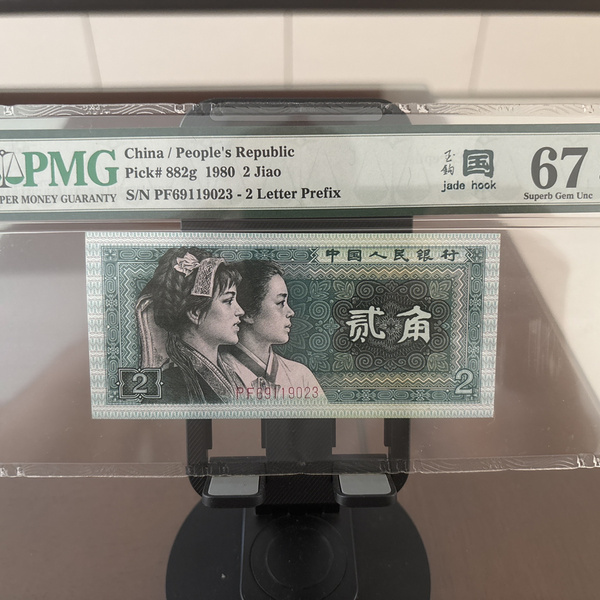 PMG
PER MONEY GUARANTY
China / People's Republic
Pick# 882g 1980 2 Jiao
S/N PF69119023 - 2 Letter Prefix
玉钩
国
jade hook
67
Superb Gem Unc
中国人民银行
贰角
2
PF69119023
2